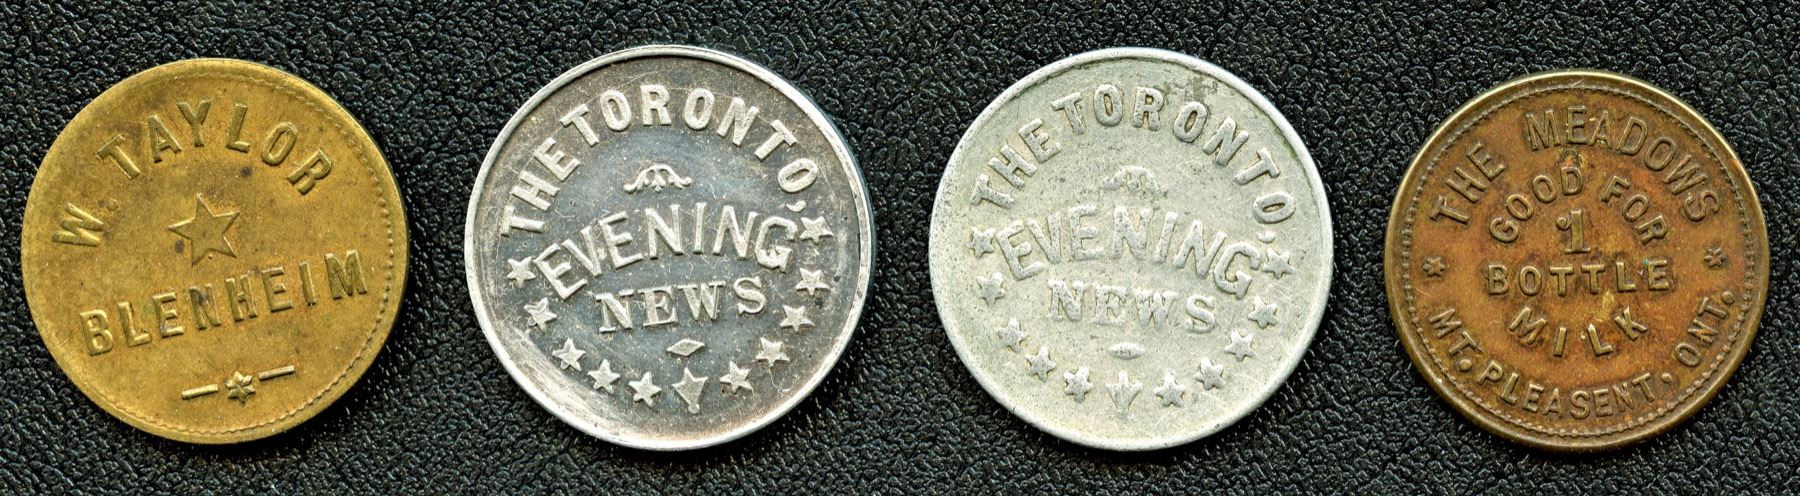 W. TAYLOR
BLENHEIM
THE TORONTO,
EVENING
NEWS
THE TORONTO,
EVENING
NEWS
THE MEADOWS
GOOD FOR
1
BOTTLE
MILK
MT. PLEASENT, ONT.